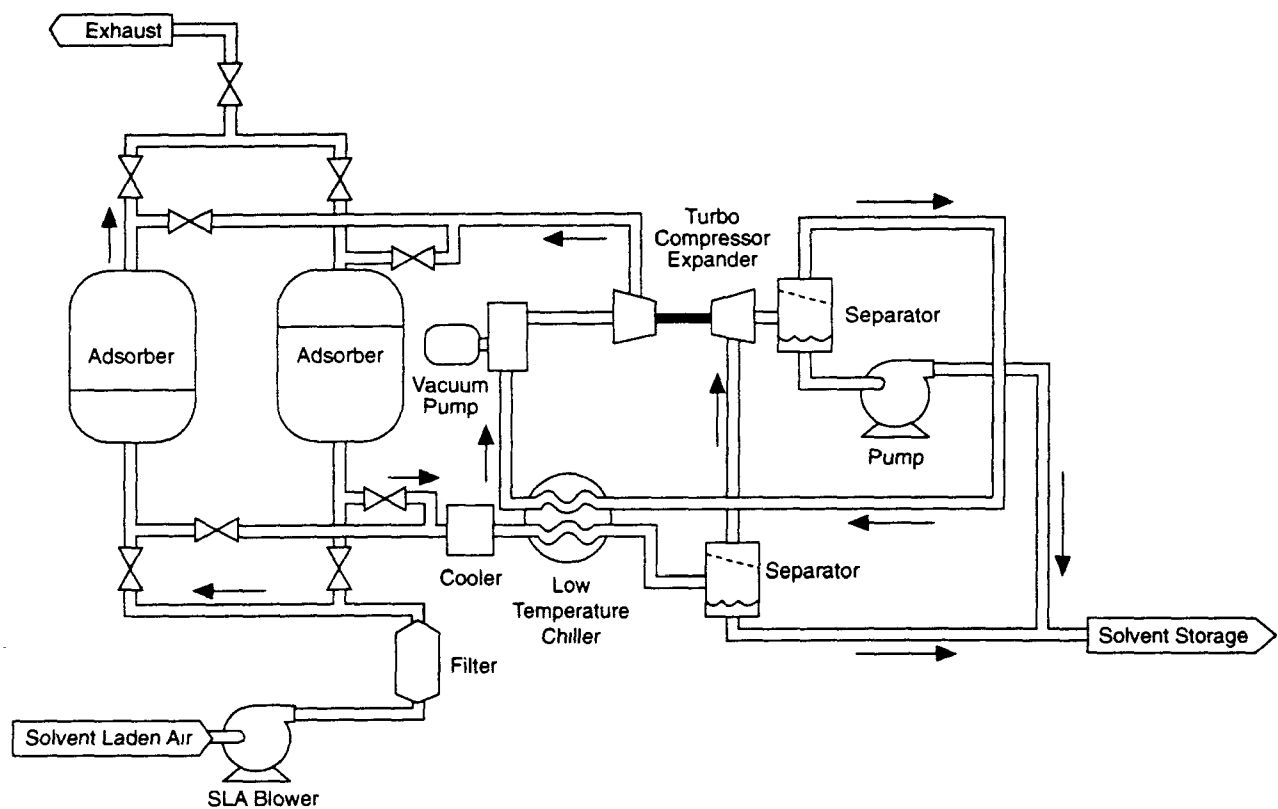 Exhaust
Turbo
Compressor
Expander
Separator
Adsorber
Adsorber
Vacuum
Pump
Pump
Cooler
Low
Temperature
Chiller
Separator
Solvent Storage
Filter
Solvent Laden Air
SLA Blower